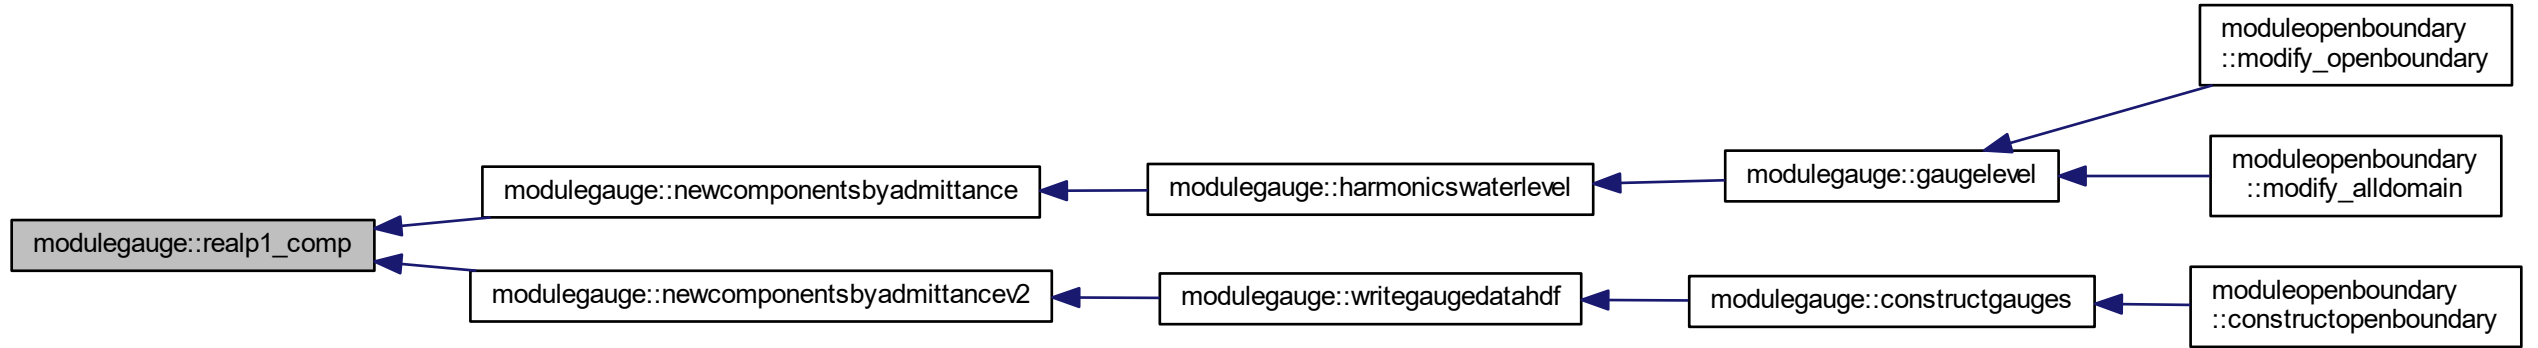 moduleopenboundary
::modify_openboundary
moduleopenboundary
::modify_alldomain
modulegauge::gaugelevel
modulegauge::harmonicswaterlevel
modulegauge::newcomponentsbyadmittance
modulegauge::realp1_comp
modulegauge::newcomponentsbyadmittancev2
modulegauge::writegaugedatahdf
modulegauge::constructgauges
moduleopenboundary
::constructopenboundary